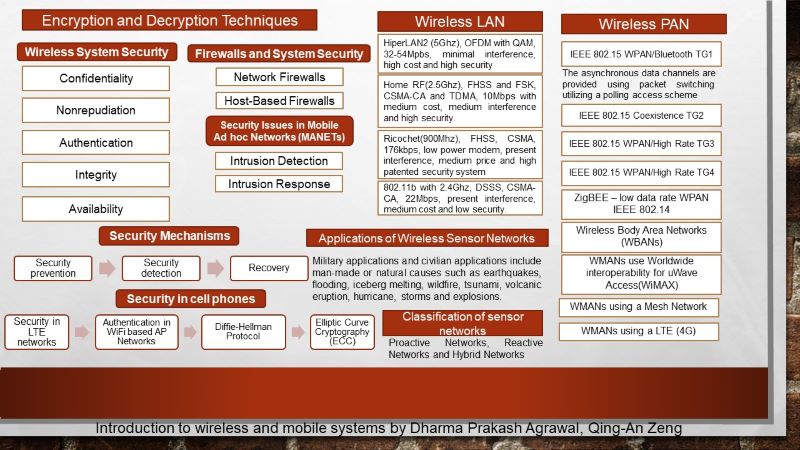 Encryption and Decryption Techniques
Wireless System Security
Confidentiality
Nonrepudiation
Authentication
Integrity
Availability
Firewalls and System Security
Network Firewalls
Host-Based Firewalls
Security Issues in Mobile
Ad hoc Networks (MANETs)
Intrusion Detection
Intrusion Response
Security Mechanisms
Security
prevention
Security
detection
Recovery
Security in cell phones
Security in
LTE
networks
Authentication in
WiFi based AP
Networks
Diffie-Hellman
Protocol
Elliptic Curve
Cryptography
(ECC)
Wireless LAN
HiperLAN2 (5Ghz), OFDM with QAM,
32-54Mpbs, minimal interference,
high cost and high security
Home RF(2.5Ghz), FHSS and FSK,
CSMA-CA and TDMA, 10Mbps with
medium cost, medium interference
and high security.
Ricochet(900Mhz), FHSS, CSMA,
176kbps, low power modem, present
interference, medium price and high
patented security system
802.11b with 2.4Ghz, DSSS, CSMA-
CA, 22Mbps, present interference,
medium cost and low security.
Applications of Wireless Sensor Networks
Military applications and civilian applications include
man-made or natural causes such as earthquakes,
flooding, iceberg melting, wildfire, tsunami, volcanic
eruption, hurricane, storms and explosions.
Classification of sensor
networks
Proactive Networks, Reactive
Networks and Hybrid Networks
Wireless PAN
IEEE 802.15 WPAN/Bluetooth TG1
The asynchronous data channels are
provided using packet switching
utilizing a polling access scheme
IEEE 802.15 Coexistence TG2
IEEE 802.15 WPAN/High Rate TG3
IEEE 802.15 WPAN/High Rate TG4
ZigBEE – low data rate WPAN
IEEE 802.14
Wireless Body Area Networks
(WBANs)
WMANs use Worldwide
interoperability for uWave
Access(WiMAX)
WMANs using a Mesh Network
WMANs using a LTE (4G)
Introduction to wireless and mobile systems by Dharma Prakash Agrawal, Qing-An Zeng